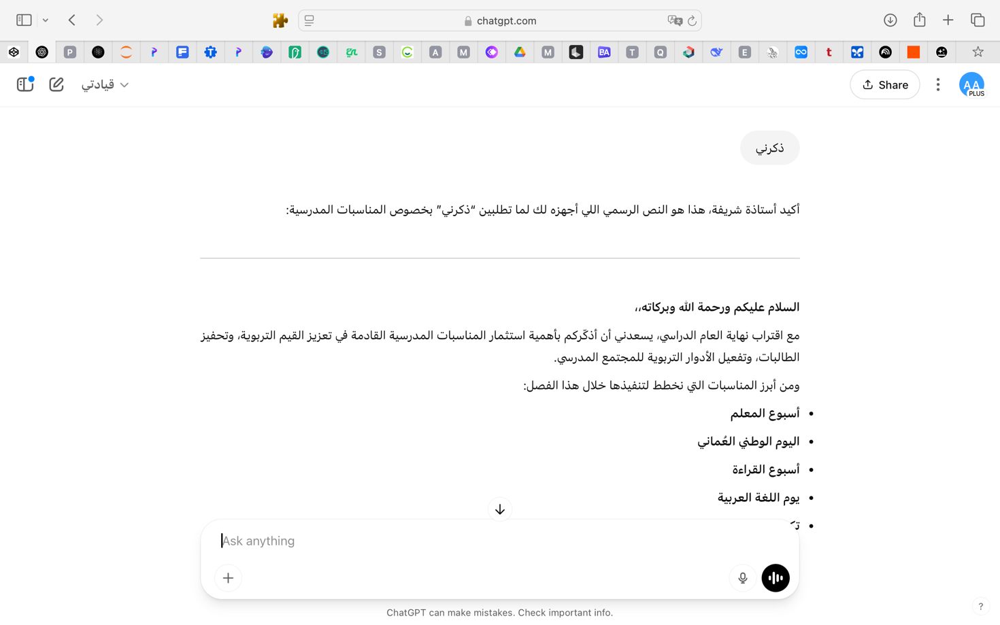 chatgpt.com
P
S
A
M
M
BA
T
Q
E
t
قيادتي
Share
AA
PLUS
ذكرني
أكيد أستاذة شريفة، هذا هو النص الرسمي اللي أجهزه لك لما تطلبين “ذكرني” بخصوص المناسبات المدرسية:
السلام عليكم ورحمة الله وبركاته،،
مع اقتراب نهاية العام الدراسي، يسعدني أن أذكّركم بأهمية استثمار المناسبات المدرسية القادمة في تعزيز القيم التربوية، وتحفيز
الطالبات، وتفعيل الأدوار التربوية للمجتمع المدرسي.
ومن أبرز المناسبات التي نخطط لتنفيذها خلال هذا الفصل:
• أسبوع المعلم
• اليوم الوطني العُماني
• أسبوع القراءة
• يوم اللغة العربية
Ask anything
ChatGPT can make mistakes. Check important info.
?